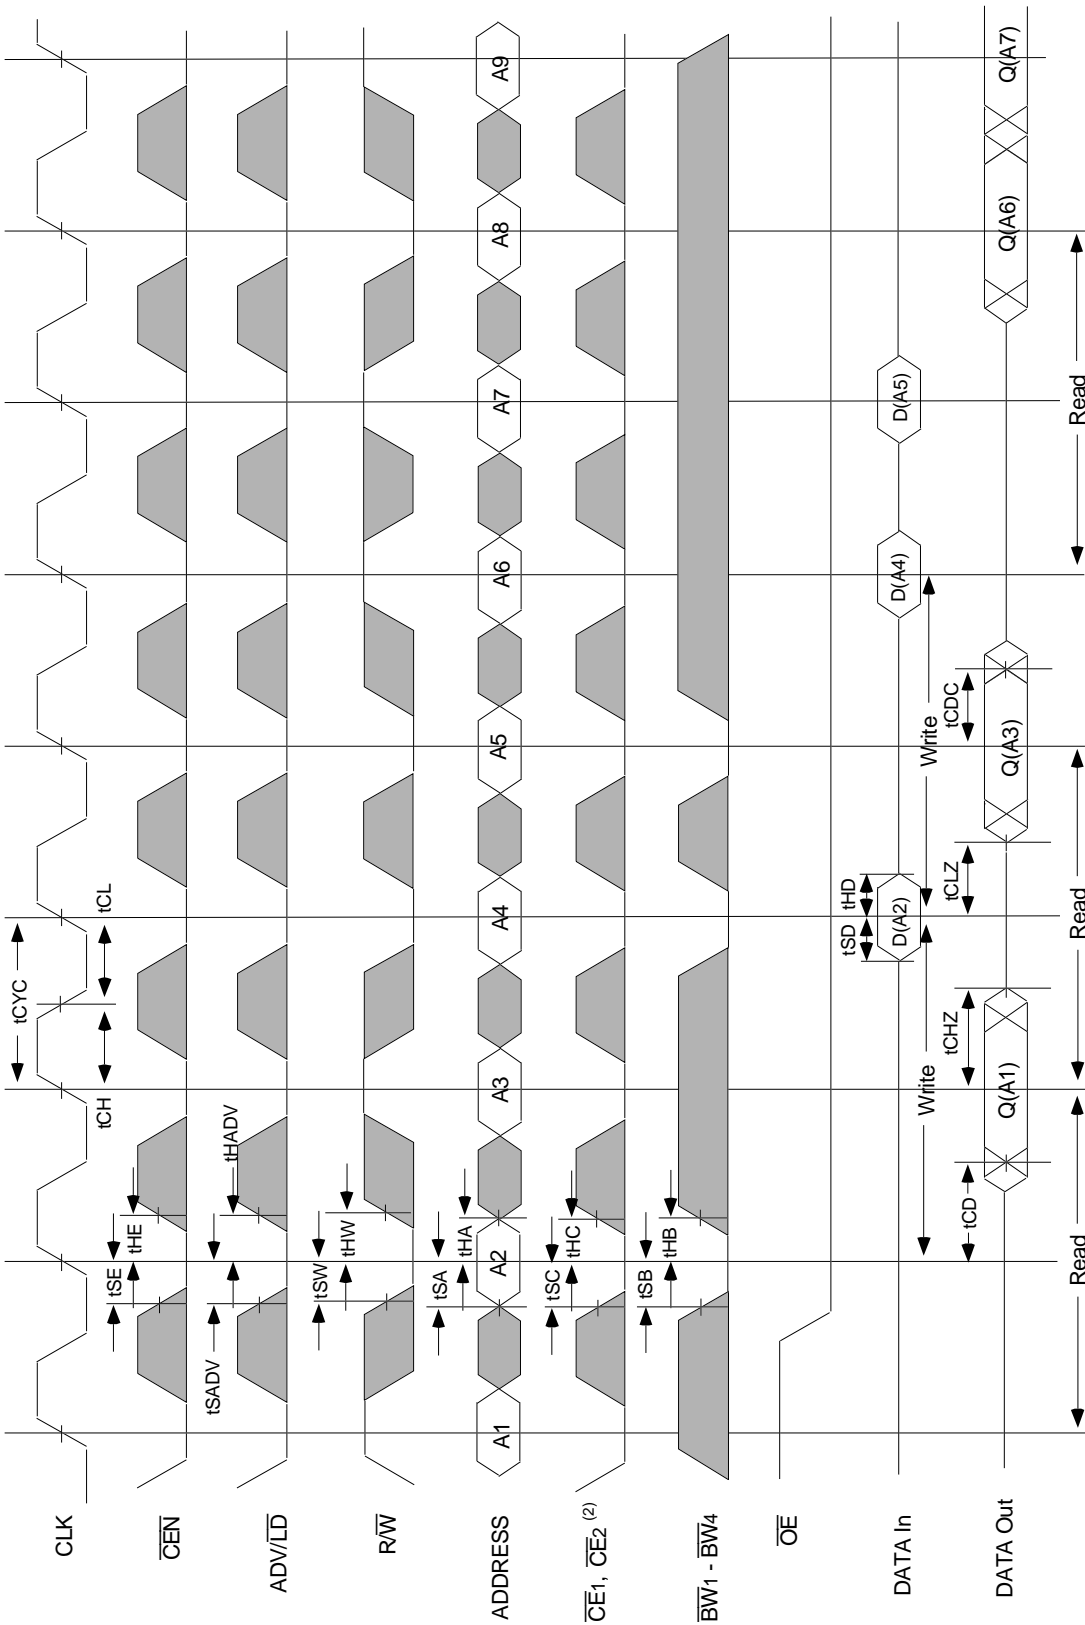 CLK
tCYC
tCH
tCL
CEN
tSE
tHE
ADV/LD
tSADV
tHADV
R/W
tSW
tHW
ADDRESS
A1
A2
A3
A4
A5
A6
A7
A8
A9
tSA
tHA
CE1, CE2 (2)
tSC
tHC
BW1 - BW4
tSB
tHB
OE
DATA In
tSD
tHD
D(A2)
D(A4)
D(A5)
Write
Write
DATA Out
tCD
tCHZ
tCLZ
tCDC
Q(A1)
Q(A3)
Q(A6)
Q(A7)
Read
Read
Read